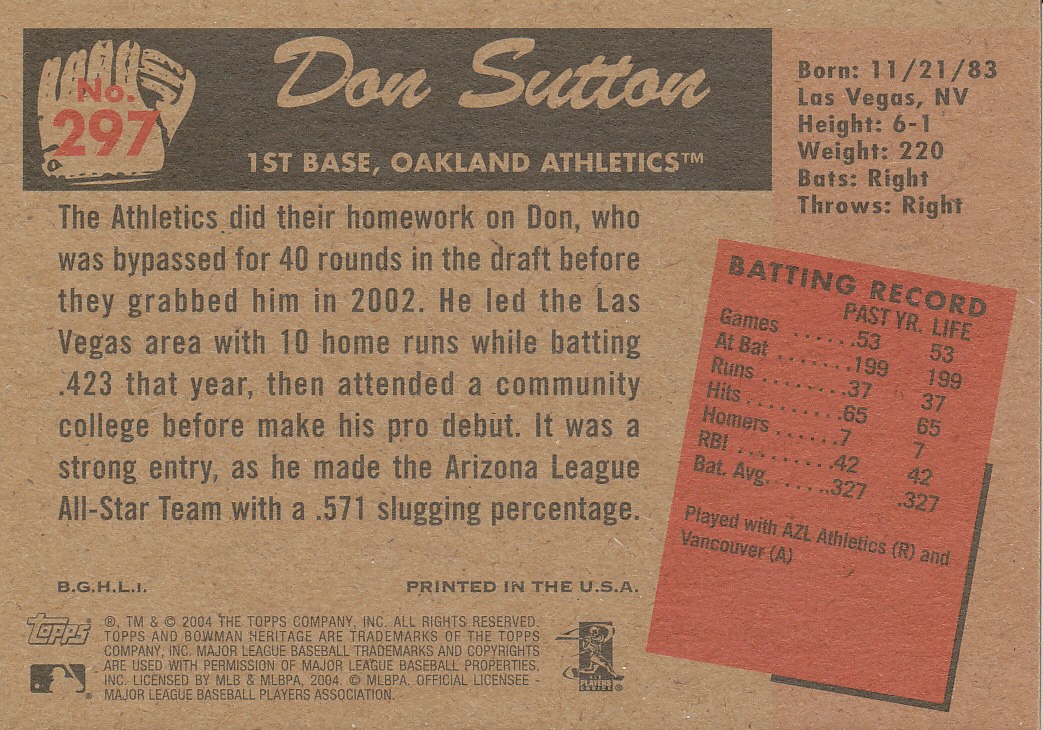 No.
297
Don Sutton
1ST BASE, OAKLAND ATHLETICS™
Born: 11/21/83
Las Vegas, NV
Height: 6-1
Weight: 220
Bats: Right
Throws: Right
The Athletics did their homework on Don, who
was bypassed for 40 rounds in the draft before
they grabbed him in 2002. He led the Las
Vegas area with 10 home runs while batting
.423 that year, then attended a community
college before make his pro debut. It was a
strong entry, as he made the Arizona League
All-Star Team with a .571 slugging percentage.
BATTING RECORD
PAST YR. LIFE
Games ......53 53
At Bat .......199 199
Runs ........37 37
Hits .........65 65
Homers ......7 7
RBI .........42 42
Bat. Avg. .....327 .327
Played with AZL Athletics (R) and
Vancouver (A)
B.G.H.L.I. PRINTED IN THE U.S.A.
Topps
®, TM & © 2004 THE TOPPS COMPANY, INC. ALL RIGHTS RESERVED.
TOPPS AND BOWMAN HERITAGE ARE TRADEMARKS OF THE TOPPS
COMPANY, INC. MAJOR LEAGUE BASEBALL TRADEMARKS AND COPYRIGHTS
ARE USED WITH PERMISSION OF MAJOR LEAGUE BASEBALL PROPERTIES,
INC. LICENSED BY MLB & MLBPA, 2004. © MLBPA. OFFICIAL LICENSEE -
MAJOR LEAGUE BASEBALL PLAYERS ASSOCIATION.
PLAYERS
CHOICE